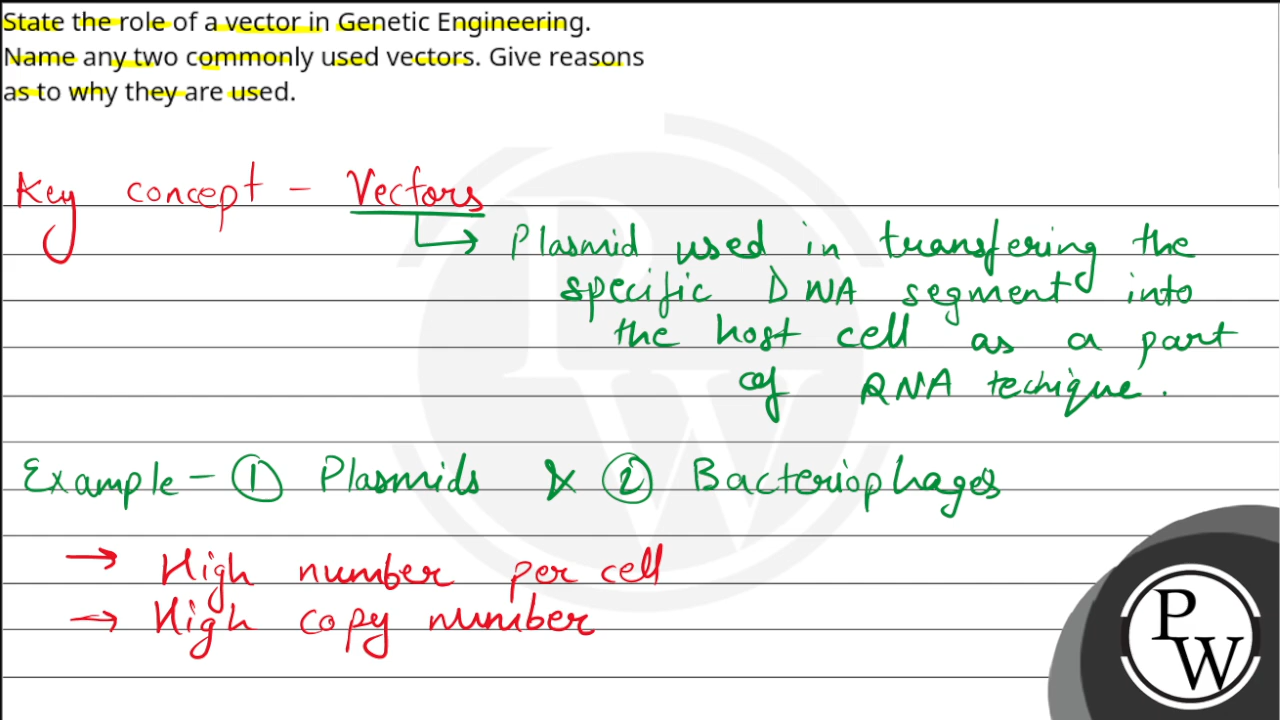 State the role of a vector in Genetic Engineering.
Name any two commonly used vectors. Give reasons
as to why they are used.
Key concept - Vectors
→ Plasmid used in transfering the
specific DNA segment into
the host cell as a part
of RNA techique.
Example - ① Plasmids & ② Bacteriophages
→ High number per cell
→ High copy number
P
W